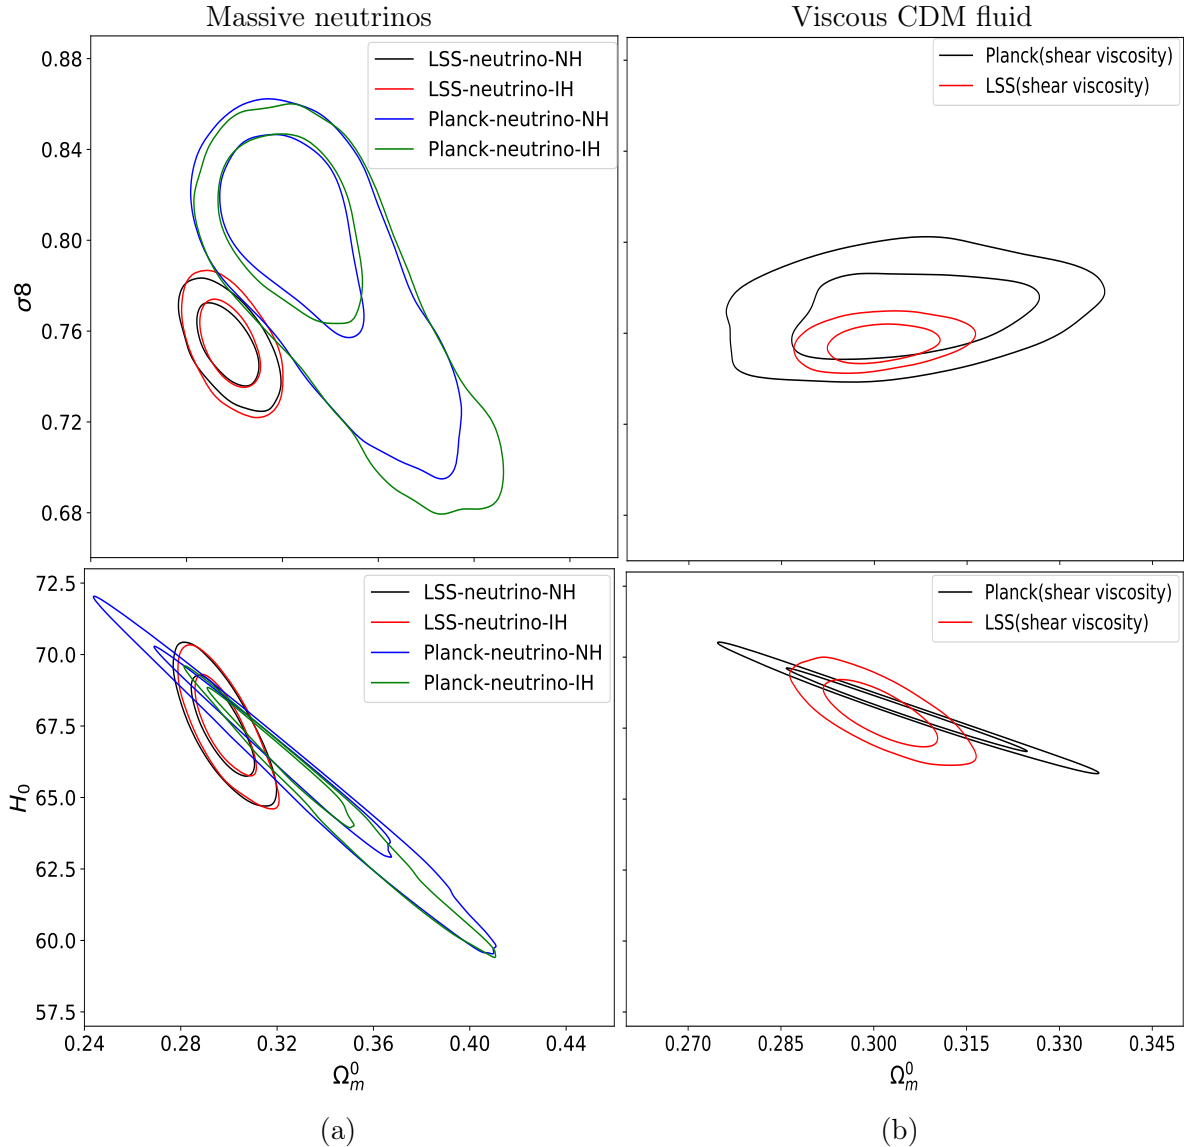 Massive neutrinos
Viscous CDM fluid
0.88
0.84
0.80
0.76
0.72
0.68
σ8
LSS-neutrino-NH
LSS-neutrino-IH
Planck-neutrino-NH
Planck-neutrino-IH
Planck(shear viscosity)
LSS(shear viscosity)
72.5
70.0
67.5
65.0
62.5
60.0
57.5
H₀
LSS-neutrino-NH
LSS-neutrino-IH
Planck-neutrino-NH
Planck-neutrino-IH
Planck(shear viscosity)
LSS(shear viscosity)
0.24 0.28 0.32 0.36 0.40 0.44
0.270 0.285 0.300 0.315 0.330 0.345
Ω⁰ₘ
Ω⁰ₘ
(a)
(b)